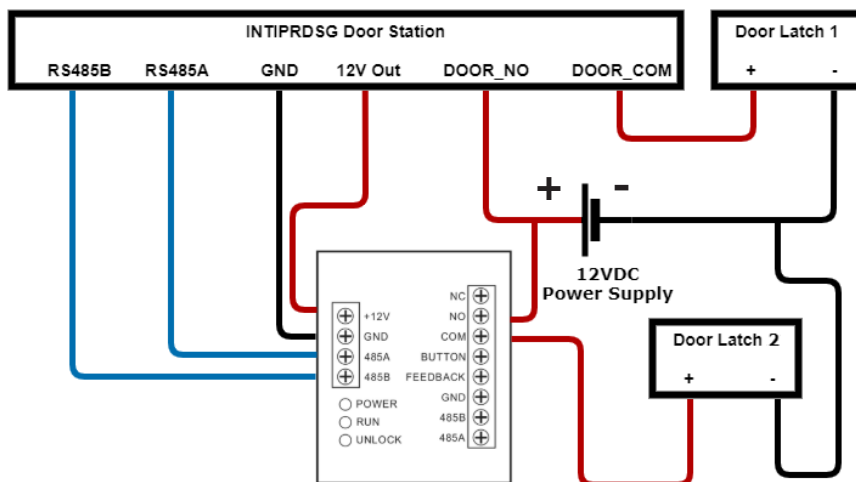 INTIPRDSG Door Station
RS485B RS485A GND 12V Out DOOR_NO DOOR_COM
Door Latch 1
+ -
+ -
12VDC
Power Supply
+12V
GND
485A
485B
POWER
RUN
UNLOCK
NC
NO
COM
BUTTON
FEEDBACK
GND
485B
485A
Door Latch 2
+ -